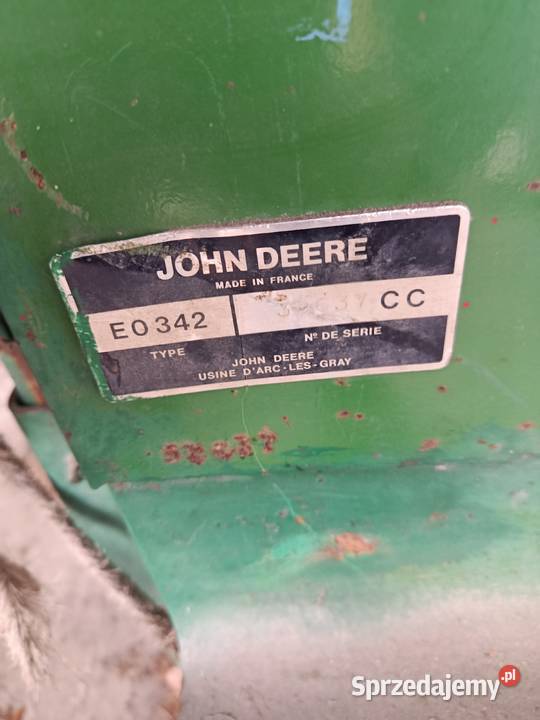 JOHN DEERE
MADE IN FRANCE
E0342 CC
TYPE Nº DE SERIE
JOHN DEERE
USINE D'ARC-LES-GRAY
Sprzedajemy.pl